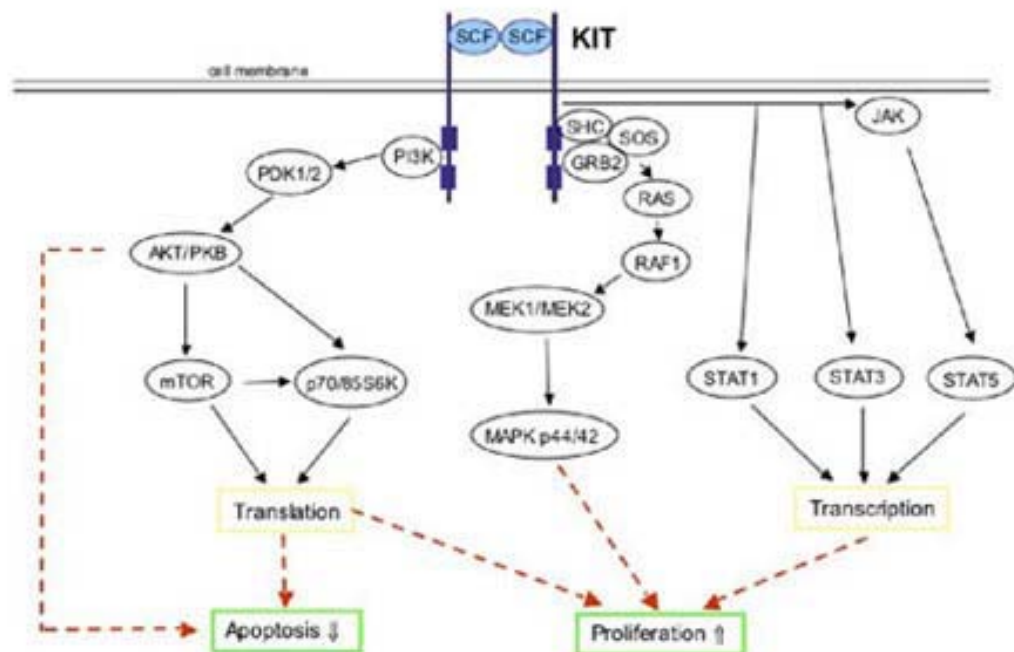 SCF SCF KIT
cell membrane
SHC SOS JAK
PI3K GRB2
PDK1/2
RAS
AKT/PKB
RAF1
MEK1/MEK2
mTOR p70/85S6K STAT1 STAT3 STAT5
MAPK p44/42
Translation Transcription
Apoptosis ⇓ Proliferation ⇑